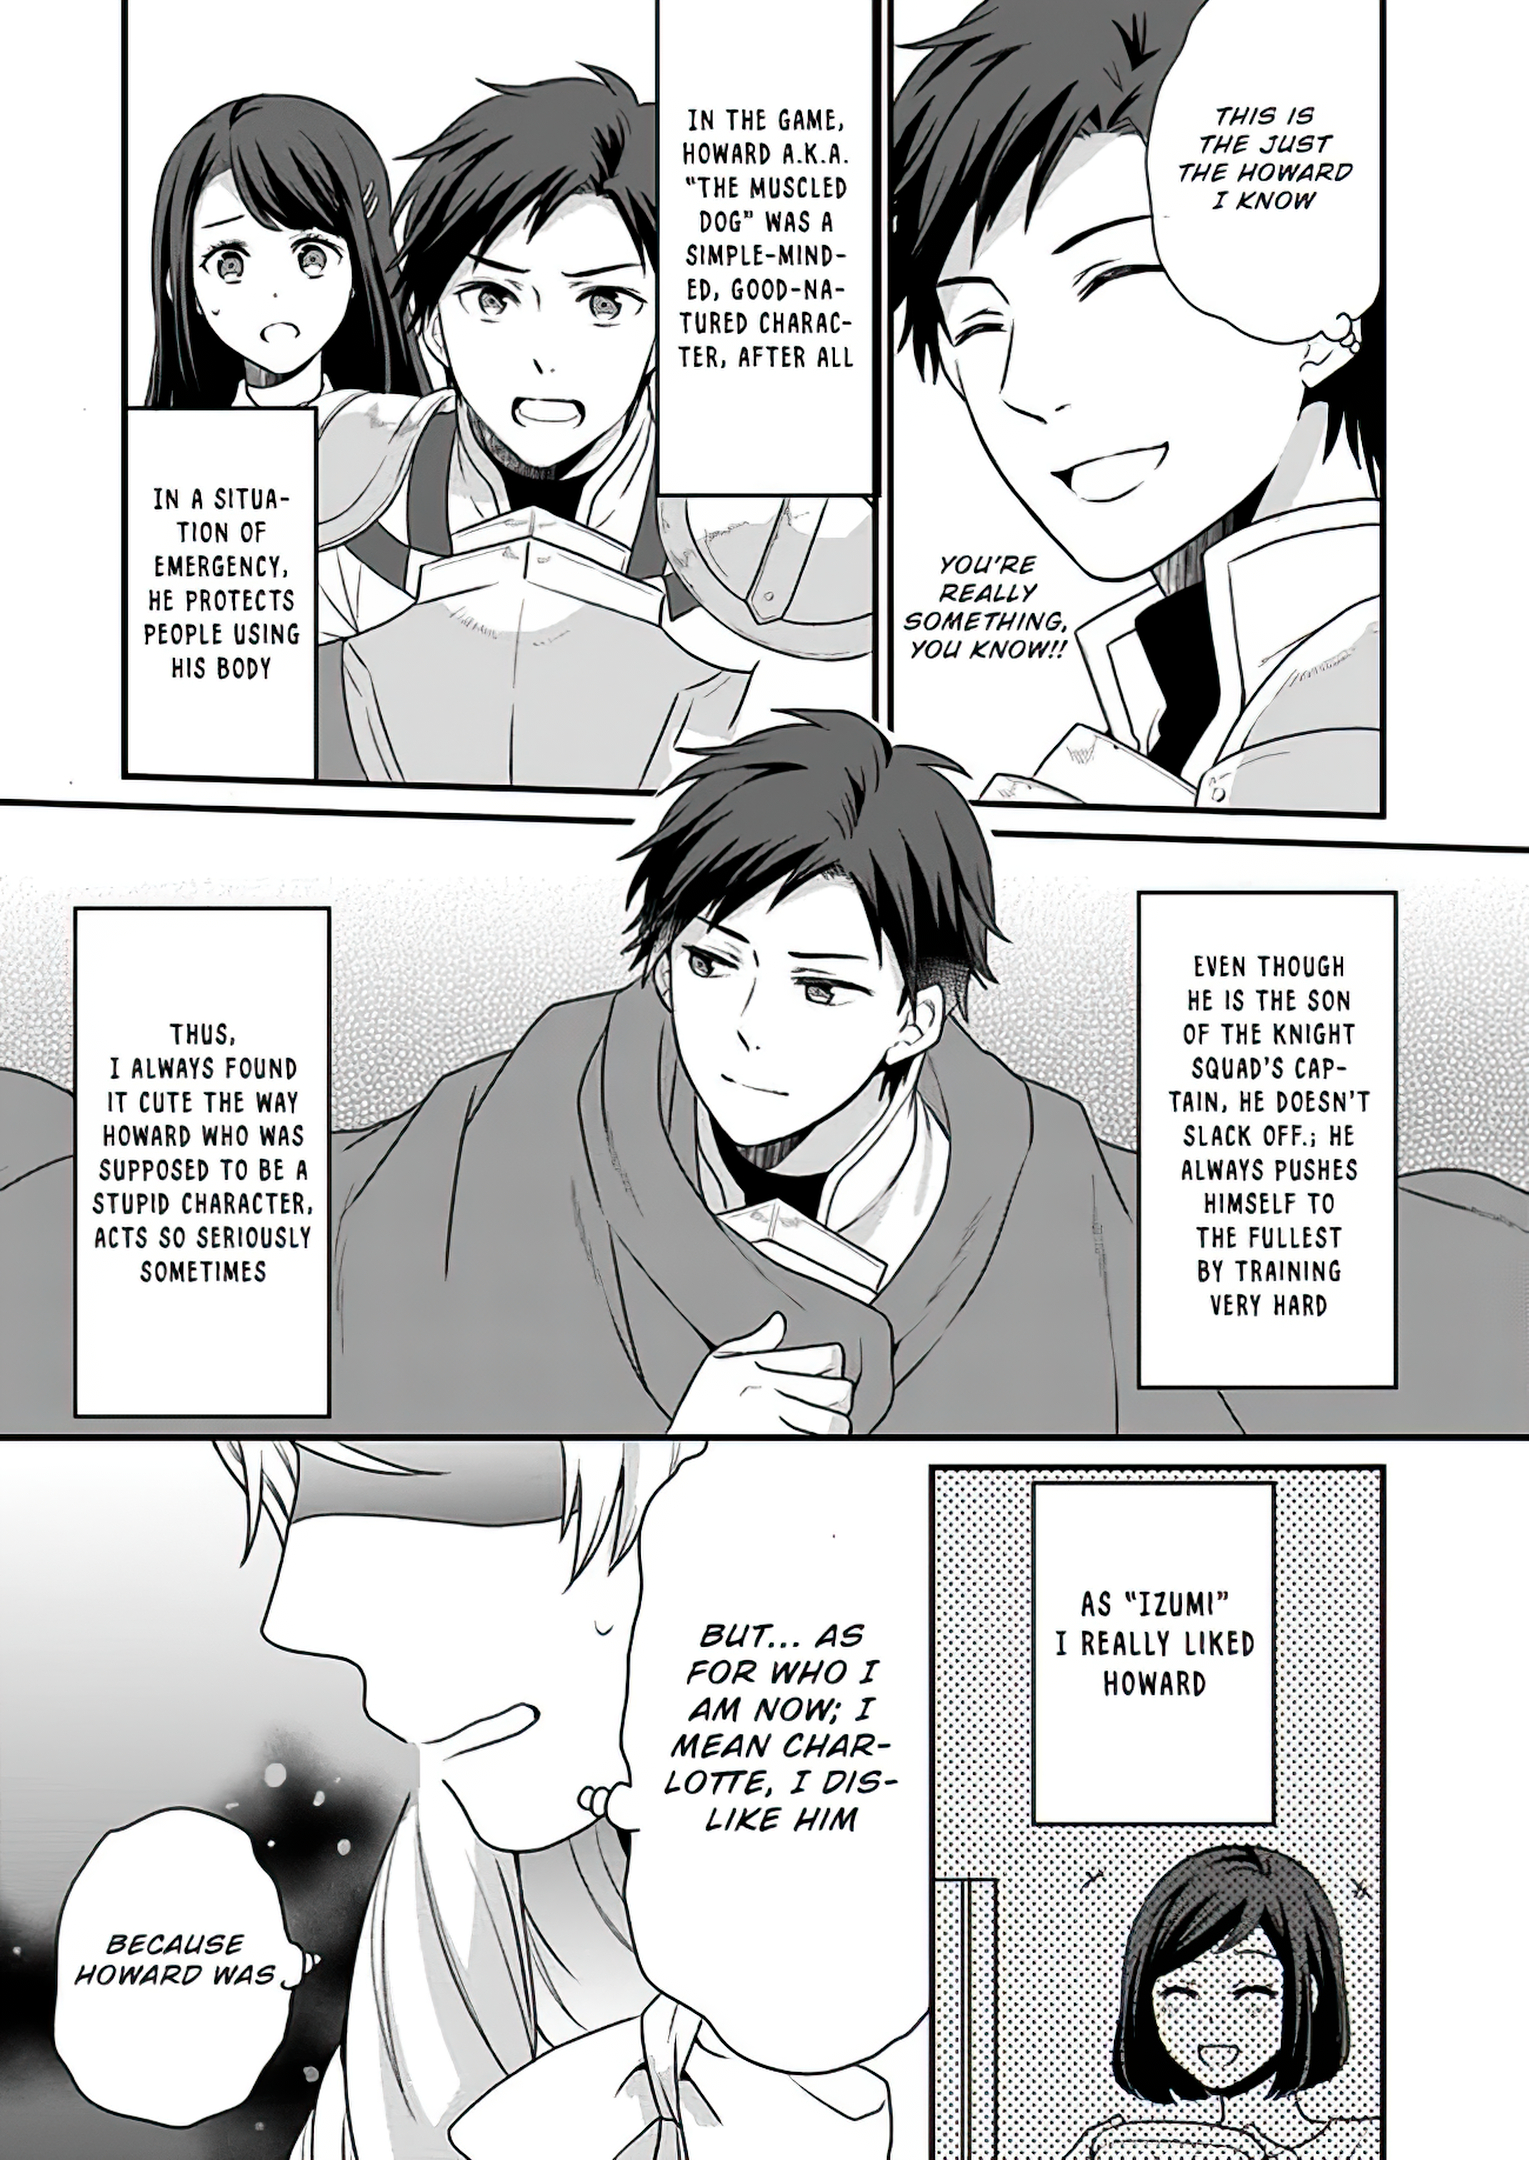 THIS IS
THE JUST
THE HOWARD
I KNOW
YOU'RE
REALLY
SOMETHING,
YOU KNOW!!
IN THE GAME,
HOWARD A.K.A.
"THE MUSCLED
DOG" WAS A
SIMPLE-MIND-
ED, GOOD-NA-
TURED CHARAC-
TER, AFTER ALL
IN A SITUA-
TION OF
EMERGENCY,
HE PROTECTS
PEOPLE USING
HIS BODY
EVEN THOUGH
HE IS THE SON
OF THE KNIGHT
SQUAD'S CAP-
TAIN, HE DOESN'T
SLACK OFF.; HE
ALWAYS PUSHES
HIMSELF TO
THE FULLEST
BY TRAINING
VERY HARD
THUS,
I ALWAYS FOUND
IT CUTE THE WAY
HOWARD WHO WAS
SUPPOSED TO BE A
STUPID CHARACTER,
ACTS SO SERIOUSLY
SOMETIMES
AS "IZUMI"
I REALLY LIKED
HOWARD
BUT... AS
FOR WHO I
AM NOW; I
MEAN CHAR-
LOTTE, I DIS-
LIKE HIM
BECAUSE
HOWARD WAS